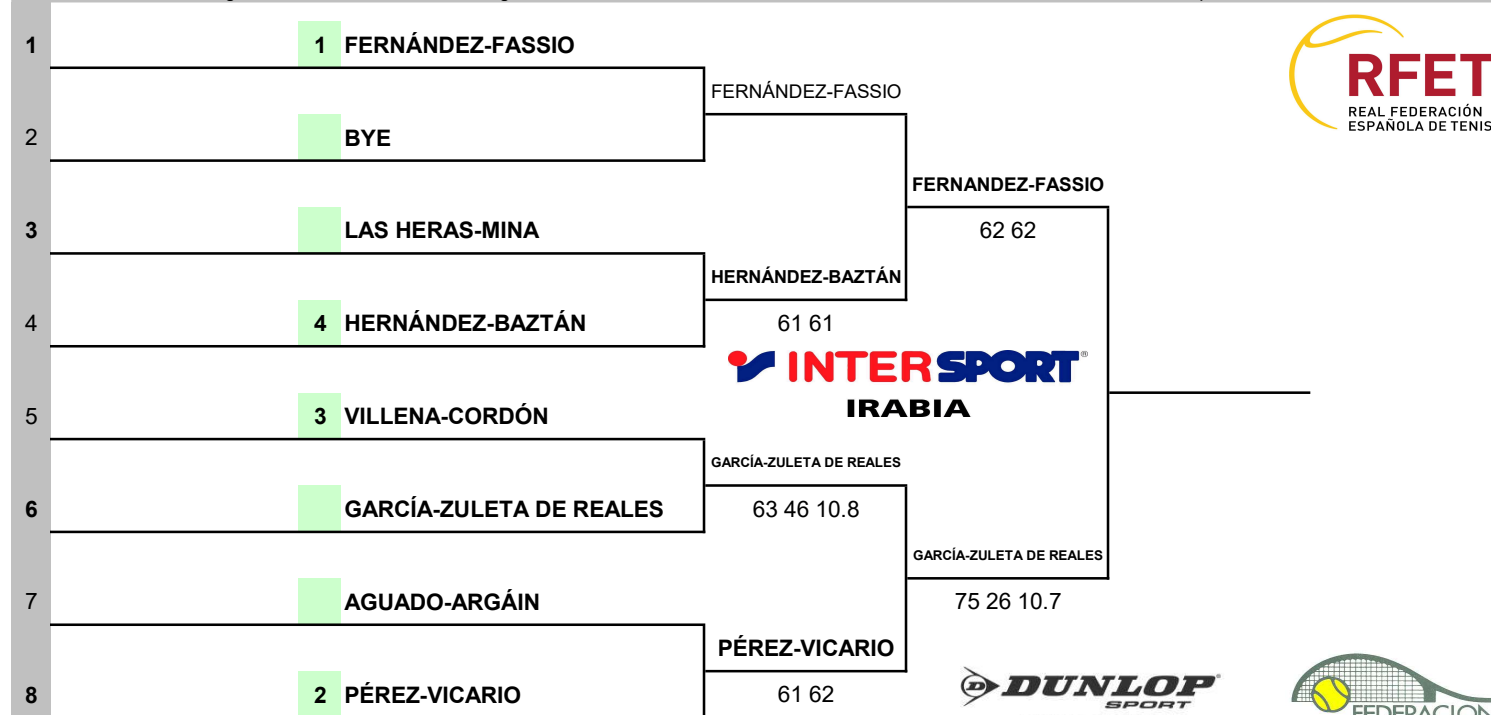 1 1 FERNÁNDEZ-FASSIO
FERNÁNDEZ-FASSIO
2 BYE
FERNANDEZ-FASSIO
3 LAS HERAS-MINA 62 62
HERNÁNDEZ-BAZTÁN
4 4 HERNÁNDEZ-BAZTÁN 61 61
INTERSPORT®
IRABIA
5 3 VILLENA-CORDÓN
GARCÍA-ZULETA DE REALES
6 GARCÍA-ZULETA DE REALES 63 46 10.8
GARCÍA-ZULETA DE REALES
7 AGUADO-ARGÁIN 75 26 10.7
PÉREZ-VICARIO
8 2 PÉREZ-VICARIO 61 62
RFET
REAL FEDERACIÓN
ESPAÑOLA DE TENIS
DUNLOP
SPORT
FEDERACION